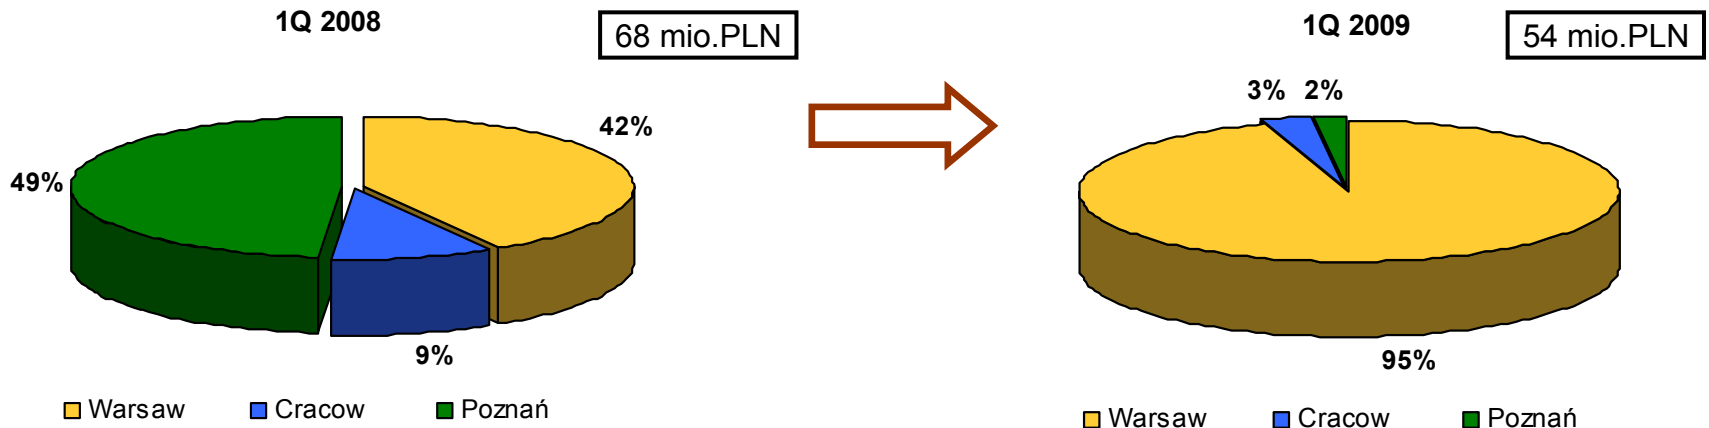 1Q 2008
68 mio.PLN
42%
49%
9%
Warsaw Cracow Poznań
1Q 2009
54 mio.PLN
3% 2%
95%
Warsaw Cracow Poznań